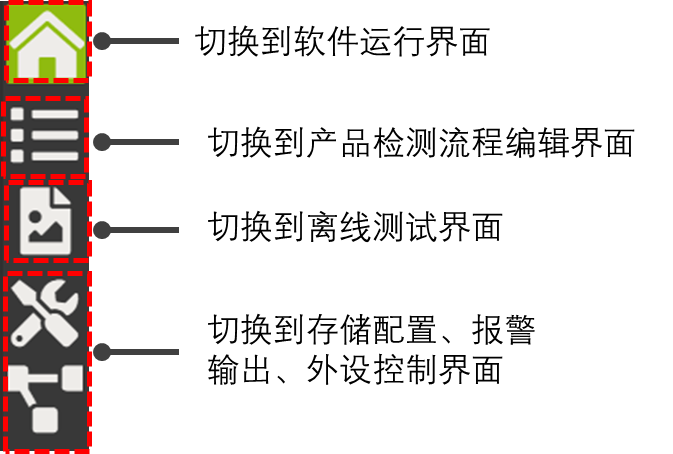 切换到软件运行界面
切换到产品检测流程编辑界面
切换到离线测试界面
切换到存储配置、报警
输出、外设控制界面